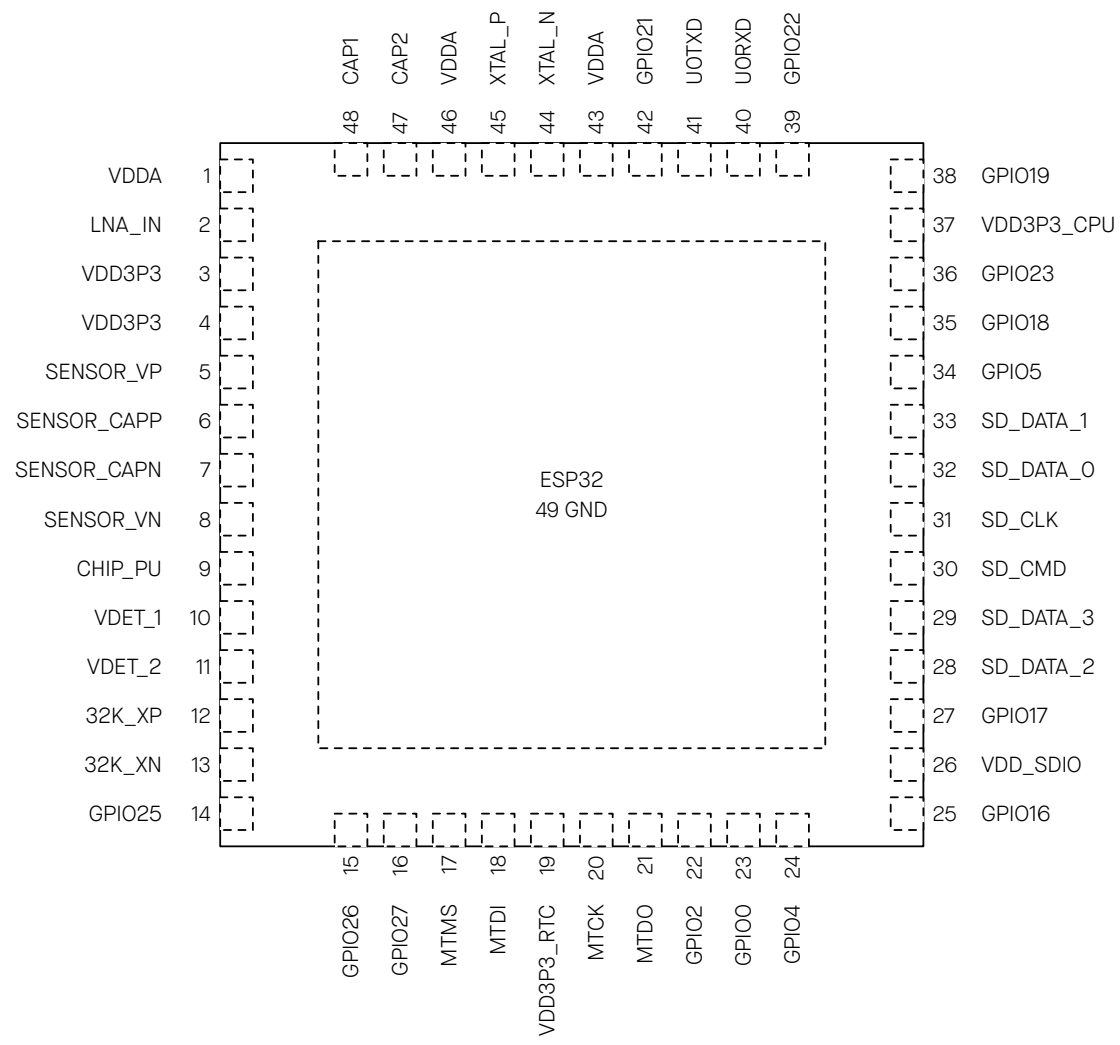 CAP1
CAP2
VDDA
XTAL_P
XTAL_N
VDDA
GPIO21
U0TXD
U0RXD
GPIO22
48
47
46
45
44
43
42
41
40
39
VDDA 1
LNA_IN 2
VDD3P3 3
VDD3P3 4
SENSOR_VP 5
SENSOR_CAPP 6
SENSOR_CAPN 7
SENSOR_VN 8
CHIP_PU 9
VDET_1 10
VDET_2 11
32K_XP 12
32K_XN 13
GPIO25 14
ESP32
49 GND
38 GPIO19
37 VDD3P3_CPU
36 GPIO23
35 GPIO18
34 GPIO5
33 SD_DATA_1
32 SD_DATA_0
31 SD_CLK
30 SD_CMD
29 SD_DATA_3
28 SD_DATA_2
27 GPIO17
26 VDD_SDIO
25 GPIO16
15
16
17
18
19
20
21
22
23
24
GPIO26
GPIO27
MTMS
MTDI
VDD3P3_RTC
MTCK
MTDO
GPIO2
GPIO0
GPIO4